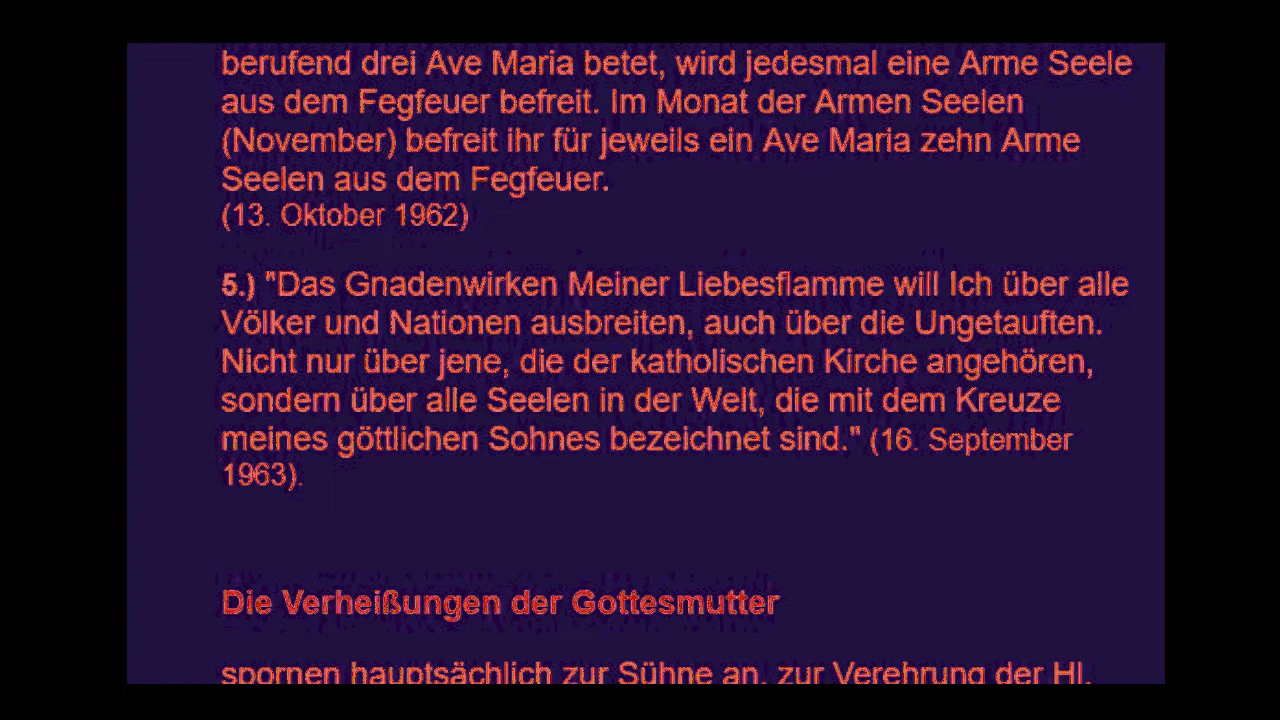 berufend drei Ave Maria betet, wird jedesmal eine Arme Seele
aus dem Fegfeuer befreit. Im Monat der Armen Seelen
(November) befreit ihr für jeweils ein Ave Maria zehn Arme
Seelen aus dem Fegfeuer.
(13. Oktober 1962)
5.) "Das Gnadenwirken Meiner Liebesflamme will Ich über alle
Völker und Nationen ausbreiten, auch über die Ungetauften.
Nicht nur über jene, die der katholischen Kirche angehören,
sondern über alle Seelen in der Welt, die mit dem Kreuze
meines göttlichen Sohnes bezeichnet sind." (16. September
1963).
Die Verheißungen der Gottesmutter
spornen hauptsächlich zur Sühne an, zur Verehrung der Hl.